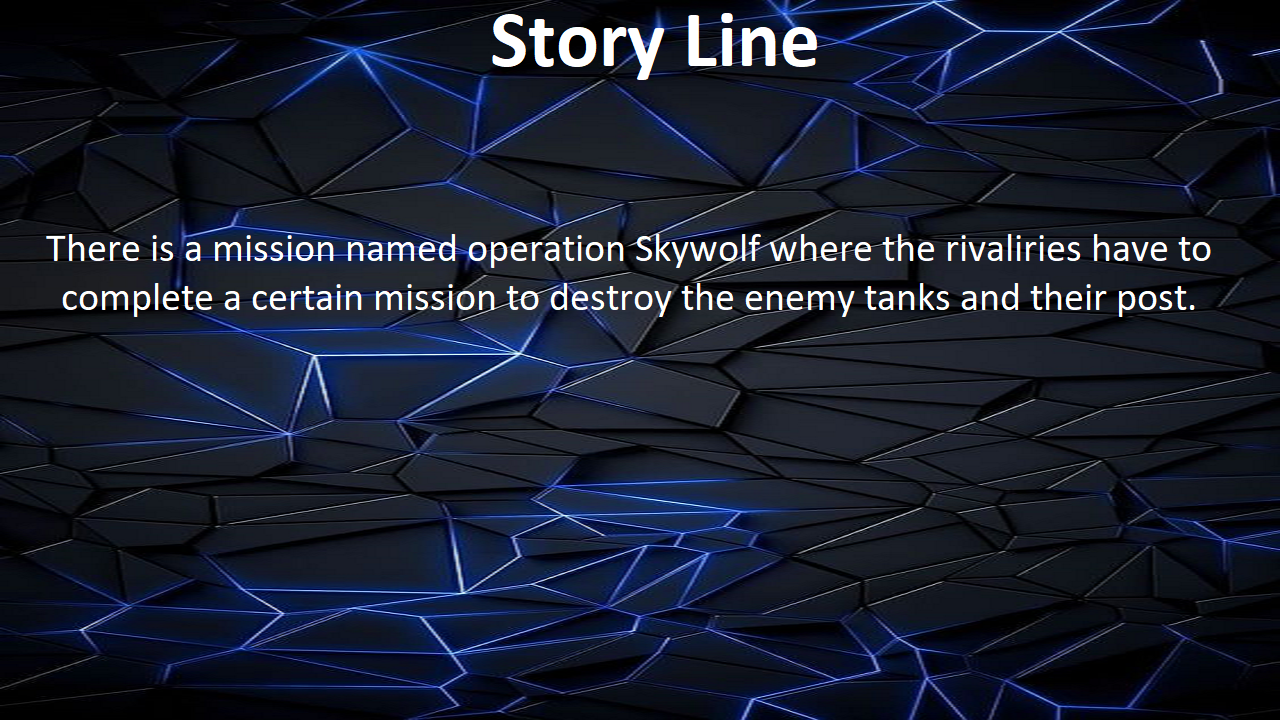 Story Line
There is a mission named operation Skywolf where the rivaliries have to
complete a certain mission to destroy the enemy tanks and their post.